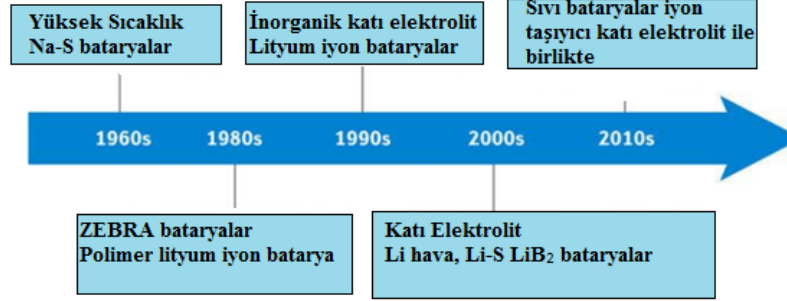 Yüksek Sıcaklık
Na-S bataryalar
İnorganik katı elektrolit
Lityum iyon bataryalar
Sıvı bataryalar iyon
taşıyıcı katı elektrolit ile
birlikte
1960s
1980s
1990s
2000s
2010s
ZEBRA bataryalar
Polimer lityum iyon batarya
Katı Elektrolit
Li hava, Li-S LiB₂ bataryalar